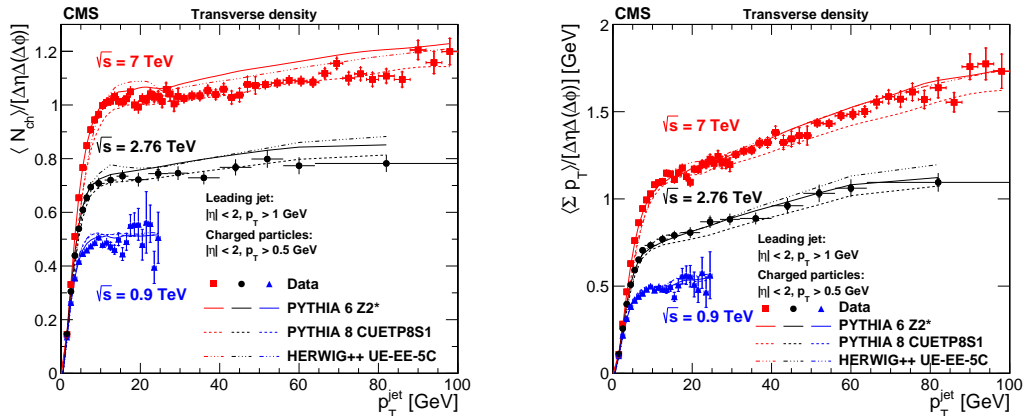 CMS Transverse density
⟨ N_ch⟩/[ΔηΔ(Δϕ)]
1.2
1
0.8
0.6
0.4
0.2
0
√s = 7 TeV
√s = 2.76 TeV
Leading jet:
|η| < 2, p_T > 1 GeV
Charged particles:
|η| < 2, p_T > 0.5 GeV
√s = 0.9 TeV
Data
PYTHIA 6 Z2*
PYTHIA 8 CUETP8S1
HERWIG++ UE-EE-5C
0 20 40 60 80 100
p_T^jet [GeV]
CMS Transverse density
⟨Σ p_T⟩/[ΔηΔ(Δϕ)] [GeV]
2
1.5
1
0.5
0
√s = 7 TeV
√s = 2.76 TeV
Leading jet:
|η| < 2, p_T > 1 GeV
Charged particles:
|η| < 2, p_T > 0.5 GeV
√s = 0.9 TeV
Data
PYTHIA 6 Z2*
PYTHIA 8 CUETP8S1
HERWIG++ UE-EE-5C
0 20 40 60 80 100
p_T^jet [GeV]